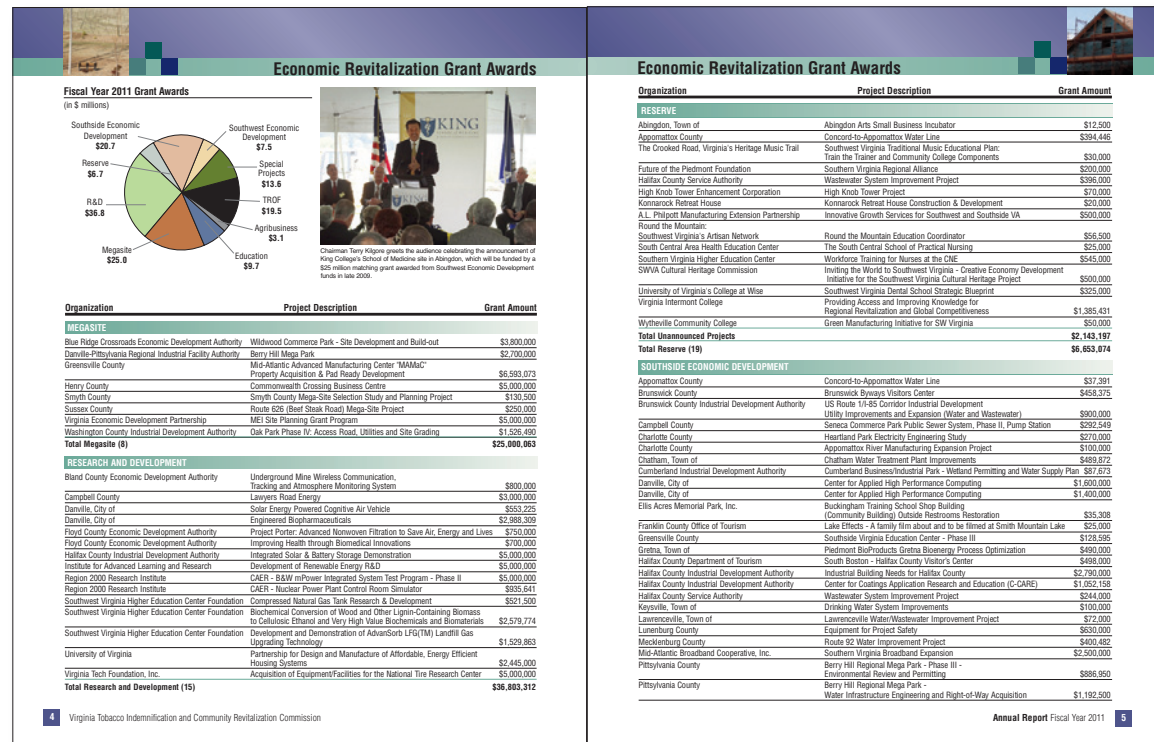 Economic Revitalization Grant Awards
Fiscal Year 2011 Grant Awards
(in $ millions)
Southside Economic
Development
$20.7
Southwest Economic
Development
$7.5
Reserve
$6.7
Special
Projects
$13.6
R&D
$36.8
TROF
$19.5
Agribusiness
$3.1
Megasite
$25.0
Education
$9.7
KING
Chairman Terry Kilgore greets the audience celebrating the announcement of
King College's School of Medicine site in Abingdon, which will be funded by a
$25 million matching grant awarded from Southwest Economic Development
funds in late 2009.
Organization Project Description Grant Amount
MEGASITE
Blue Ridge Crossroads Economic Development Authority Wildwood Commerce Park - Site Development and Build-out $3,800,000
Danville-Pittsylvania Regional Industrial Facility Authority Berry Hill Mega Park $2,700,000
Greensville County Mid-Atlantic Advanced Manufacturing Center "MAMaC"
Property Acquisition & Pad Ready Development $6,593,073
Henry County Commonwealth Crossing Business Centre $5,000,000
Smyth County Smyth County Mega-Site Selection Study and Planning Project $130,500
Sussex County Route 626 (Beef Steak Road) Mega-Site Project $250,000
Virginia Economic Development Partnership MEI Site Planning Grant Program $5,000,000
Washington County Industrial Development Authority Oak Park Phase IV: Access Road, Utilities and Site Grading $1,526,490
Total Megasite (8) $25,000,063
RESEARCH AND DEVELOPMENT
Bland County Economic Development Authority Underground Mine Wireless Communication,
Tracking and Atmosphere Monitoring System $800,000
Campbell County Lawyers Road Energy $3,000,000
Danville, City of Solar Energy Powered Cognitive Air Vehicle $553,225
Danville, City of Engineered Biopharmaceuticals $2,988,309
Floyd County Economic Development Authority Project Porter: Advanced Nonwoven Filtration to Save Air, Energy and Lives $750,000
Floyd County Economic Development Authority Improving Health through Biomedical Innovations $700,000
Halifax County Industrial Development Authority Integrated Solar & Battery Storage Demonstration $5,000,000
Institute for Advanced Learning and Research Development of Renewable Energy R&D $5,000,000
Region 2000 Research Institute CAER - B&W mPower Integrated System Test Program - Phase II $5,000,000
Region 2000 Research Institute CAER - Nuclear Power Plant Control Room Simulator $935,641
Southwest Virginia Higher Education Center Foundation Compressed Natural Gas Tank Research & Development $521,500
Southwest Virginia Higher Education Center Foundation Biochemical Conversion of Wood and Other Lignin-Containing Biomass
to Cellulosic Ethanol and Very High Value Biochemicals and Biomaterials $2,579,774
Southwest Virginia Higher Education Center Foundation Development and Demonstration of AdvanSorb LFG(TM) Landfill Gas
Upgrading Technology $1,529,863
University of Virginia Partnership for Design and Manufacture of Affordable, Energy Efficient
Housing Systems $2,445,000
Virginia Tech Foundation, Inc. Acquisition of Equipment/Facilities for the National Tire Research Center $5,000,000
Total Research and Development (15) $36,803,312
4 Virginia Tobacco Indemnification and Community Revitalization Commission
Economic Revitalization Grant Awards
Organization Project Description Grant Amount
RESERVE
Abingdon, Town of Abingdon Arts Small Business Incubator $12,500
Appomattox County Concord-to-Appomattox Water Line $394,446
The Crooked Road, Virginia's Heritage Music Trail Southwest Virginia Traditional Music Educational Plan:
Train the Trainer and Community College Components $30,000
Future of the Piedmont Foundation Southern Virginia Regional Alliance $200,000
Halifax County Service Authority Wastewater System Improvement Project $396,000
High Knob Tower Enhancement Corporation High Knob Tower Project $70,000
Konnarock Retreat House Konnarock Retreat House Construction & Development $20,000
A.L. Philpott Manufacturing Extension Partnership Innovative Growth Services for Southwest and Southside VA $500,000
Round the Mountain:
Southwest Virginia's Artisan Network Round the Mountain Education Coordinator $56,500
South Central Area Health Education Center The South Central School of Practical Nursing $25,000
Southern Virginia Higher Education Center Workforce Training for Nurses at the CNE $545,000
SWVA Cultural Heritage Commission Inviting the World to Southwest Virginia - Creative Economy Development
Initiative for the Southwest Virginia Cultural Heritage Project $500,000
University of Virginia's College at Wise Southwest Virginia Dental School Strategic Blueprint $325,000
Virginia Intermont College Providing Access and Improving Knowledge for
Regional Revitalization and Global Competitiveness $1,385,431
Wytheville Community College Green Manufacturing Initiative for SW Virginia $50,000
Total Unannounced Projects $2,143,197
Total Reserve (19) $6,653,074
SOUTHSIDE ECONOMIC DEVELOPMENT
Appomattox County Concord-to-Appomattox Water Line $37,391
Brunswick County Brunswick Byways Visitors Center $458,375
Brunswick County Industrial Development Authority US Route 1/I-85 Corridor Industrial Development
Utility Improvements and Expansion (Water and Wastewater) $900,000
Campbell County Seneca Commerce Park Public Sewer System, Phase II, Pump Station $292,549
Charlotte County Heartland Park Electricity Engineering Study $270,000
Charlotte County Appomattox River Manufacturing Expansion Project $100,000
Chatham, Town of Chatham Water Treatment Plant Improvements $489,872
Cumberland Industrial Development Authority Cumberland Business/Industrial Park - Wetland Permitting and Water Supply Plan $87,673
Danville, City of Center for Applied High Performance Computing $1,600,000
Danville, City of Center for Applied High Performance Computing $1,400,000
Ellis Acres Memorial Park, Inc. Buckingham Training School Shop Building
(Community Building) Outside Restrooms Restoration $35,308
Franklin County Office of Tourism Lake Effects - A family film about and to be filmed at Smith Mountain Lake $25,000
Greensville County Southside Virginia Education Center - Phase III $128,595
Gretna, Town of Piedmont BioProducts Gretna Bioenergy Process Optimization $490,000
Halifax County Department of Tourism South Boston - Halifax County Visitor's Center $498,000
Halifax County Industrial Development Authority Industrial Building Needs for Halifax County $2,790,000
Halifax County Industrial Development Authority Center for Coatings Application Research and Education (C-CARE) $1,052,158
Halifax County Service Authority Wastewater System Improvement Project $244,000
Keysville, Town of Drinking Water System Improvements $100,000
Lawrenceville, Town of Lawrenceville Water/Wastewater Improvement Project $72,000
Lunenburg County Equipment for Project Safety $630,000
Mecklenburg County Route 92 Water Improvement Project $400,482
Mid-Atlantic Broadband Cooperative, Inc. Southern Virginia Broadband Expansion $2,500,000
Pittsylvania County Berry Hill Regional Mega Park - Phase III -
Environmental Review and Permitting $886,950
Pittsylvania County Berry Hill Regional Mega Park -
Water Infrastructure Engineering and Right-of-Way Acquisition $1,192,500
Annual Report Fiscal Year 2011 5